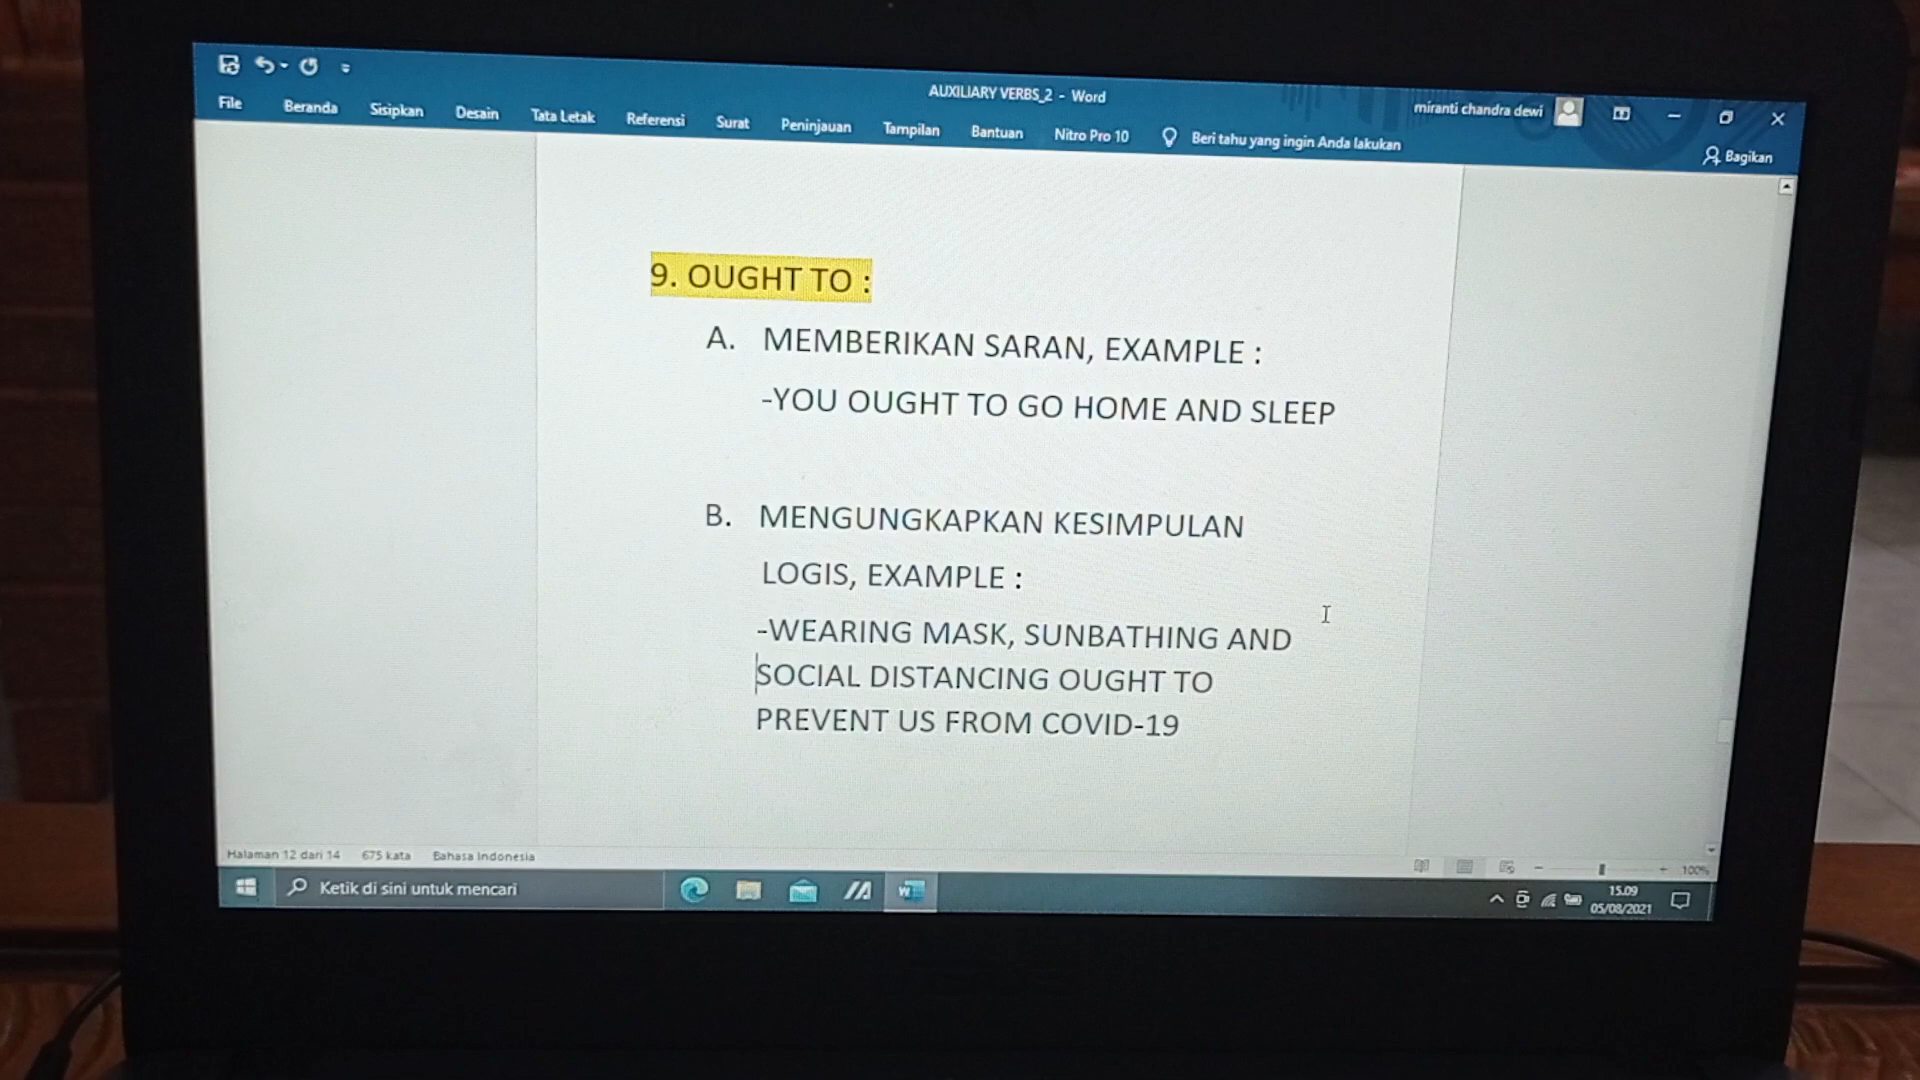 AUXILIARY VERBS_2 - Word
miranti chandra dewi
File Beranda Sisipkan Desain Tata Letak Referensi Surat Peninjauan Tampilan Bantuan Nitro Pro 10 Beri tahu yang ingin Anda lakukan
Bagikan
9. OUGHT TO :
A. MEMBERIKAN SARAN, EXAMPLE :
-YOU OUGHT TO GO HOME AND SLEEP
B. MENGUNGKAPKAN KESIMPULAN
LOGIS, EXAMPLE :
-WEARING MASK, SUNBATHING AND
SOCIAL DISTANCING OUGHT TO
PREVENT US FROM COVID-19
Halaman 12 dari 14 675 kata Bahasa Indonesia
100%
Ketik di sini untuk mencari
15.09
05/08/2021